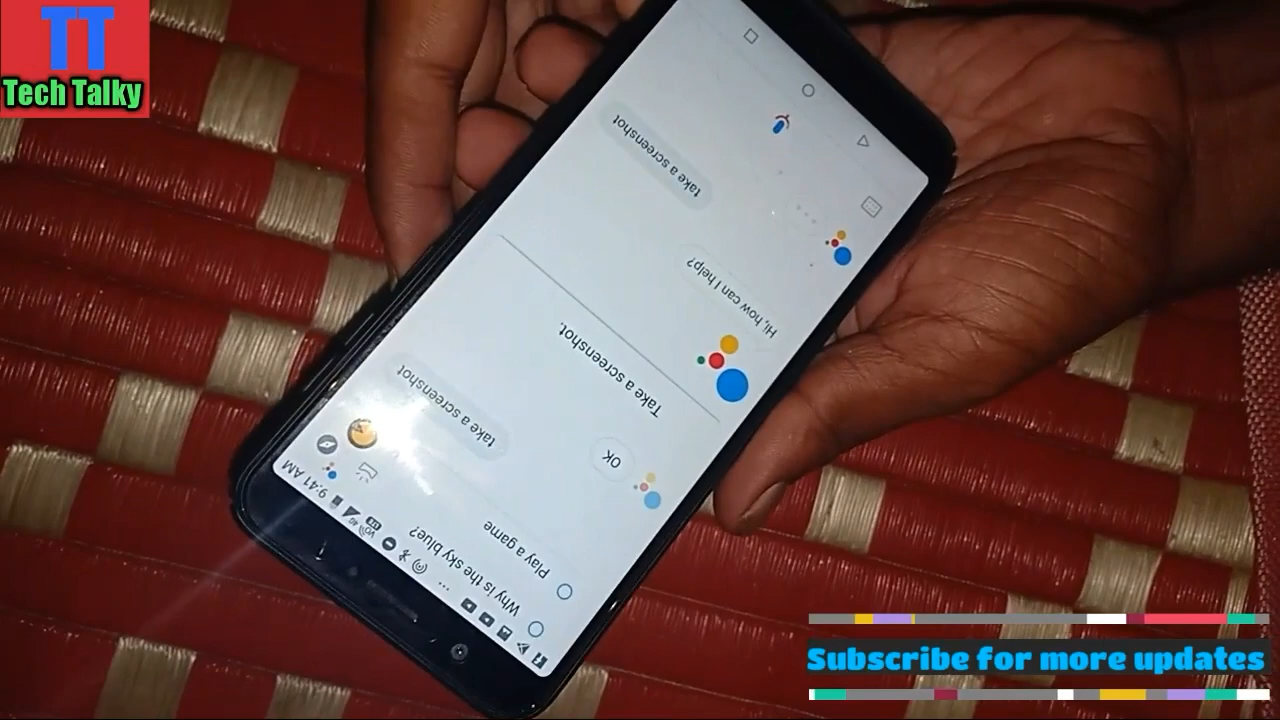 TT
Tech Talky
9:41 AM
Why is the sky blue?
Play a game
OK
take a screenshot
Take a screenshot.
Hi, how can I help?
take a screenshot
Subscribe for more updates